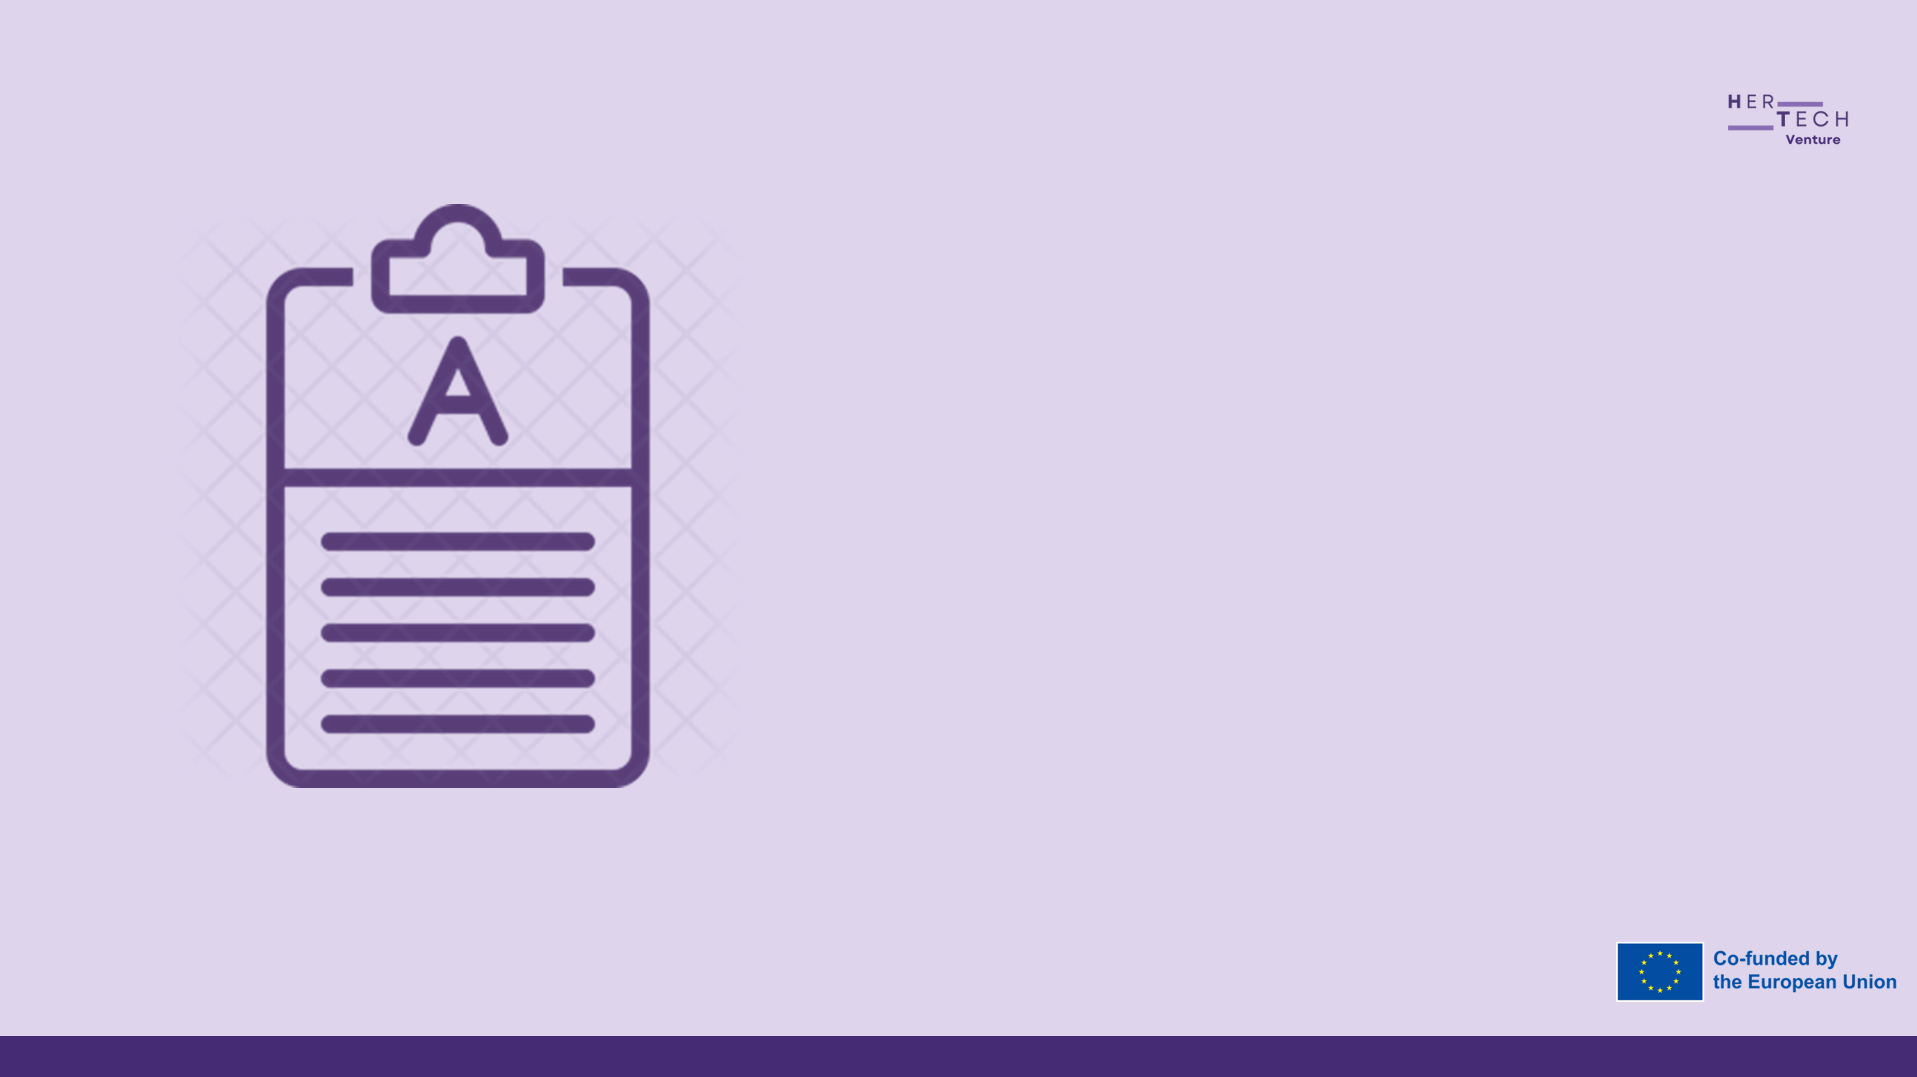 HER
TECH
Venture
A
Co-funded by
the European Union